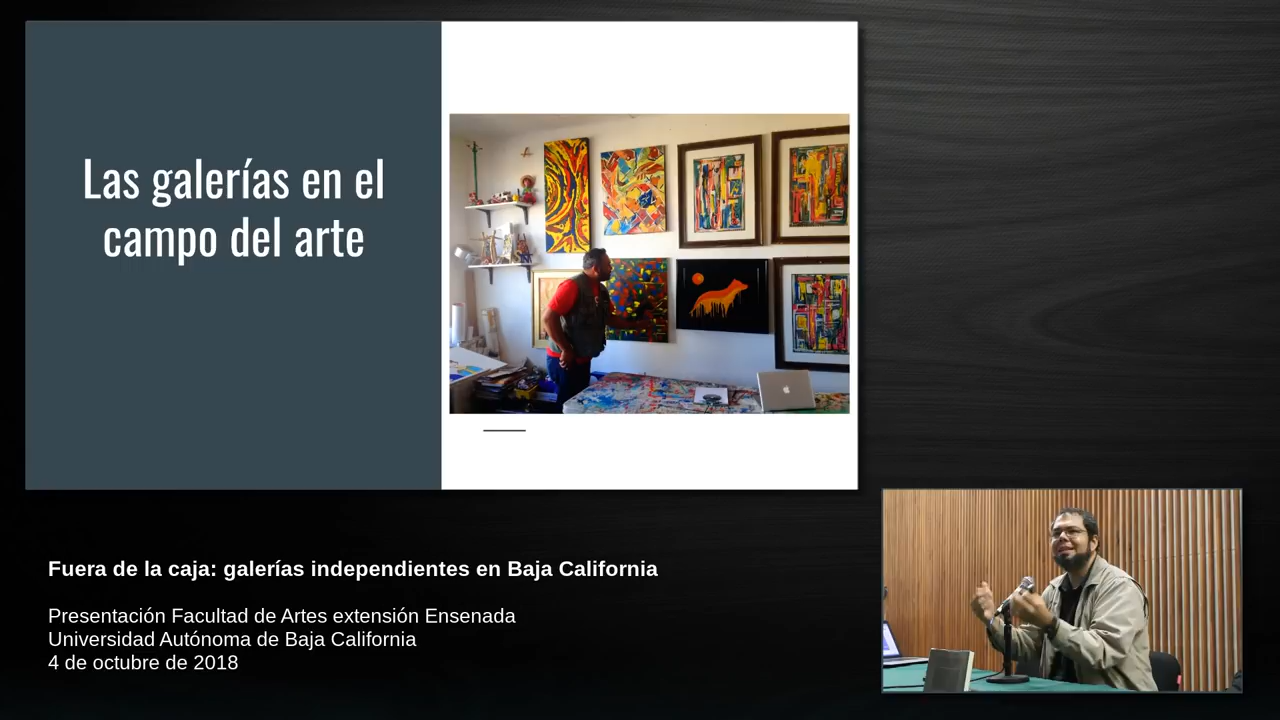 Las galerías en el
campo del arte
Fuera de la caja: galerías independientes en Baja California
Presentación Facultad de Artes extensión Ensenada
Universidad Autónoma de Baja California
4 de octubre de 2018